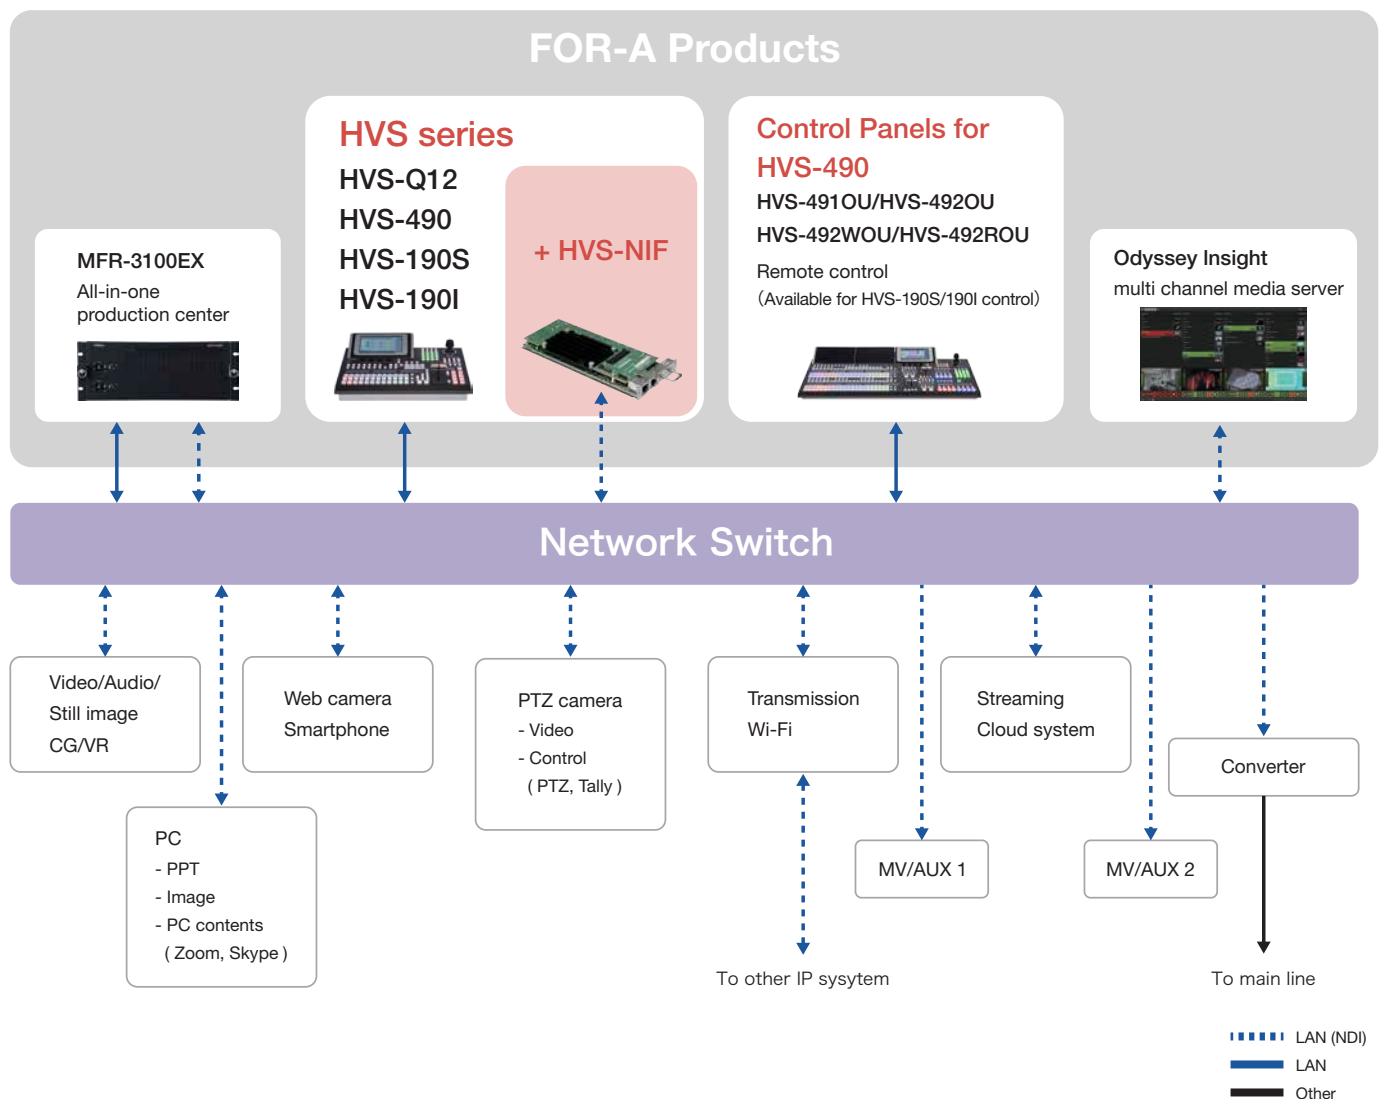 FOR-A Products
MFR-3100EX
All-in-one
production center
HVS series
HVS-Q12
HVS-490
HVS-190S
HVS-190I
+ HVS-NIF
Control Panels for
HVS-490
HVS-491OU/HVS-492OU
HVS-492WOU/HVS-492ROU
Remote control
(Available for HVS-190S/190I control)
Odyssey Insight
multi channel media server
Network Switch
Video/Audio/
Still image
CG/VR
PC
- PPT
- Image
- PC contents
( Zoom, Skype )
Web camera
Smartphone
PTZ camera
- Video
- Control
( PTZ, Tally )
Transmission
Wi-Fi
To other IP sysytem
MV/AUX 1
Streaming
Cloud system
MV/AUX 2
Converter
To main line
LAN (NDI)
LAN
Other